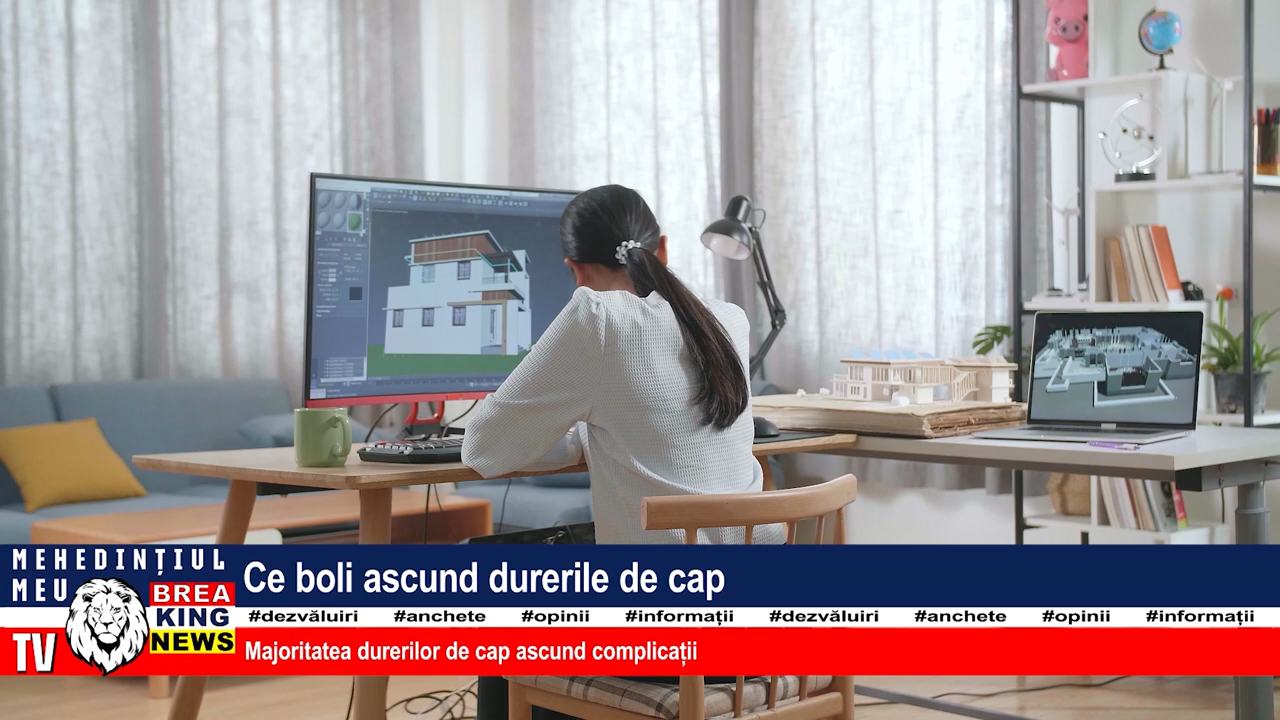 MEHEDINȚIUL
MEU
TV
BREA
KING
NEWS
Ce boli ascund durerile de cap
#dezvăluiri #anchete #opinii #informații #dezvăluiri #anchete #opinii #informații
Majoritatea durerilor de cap ascund complicații